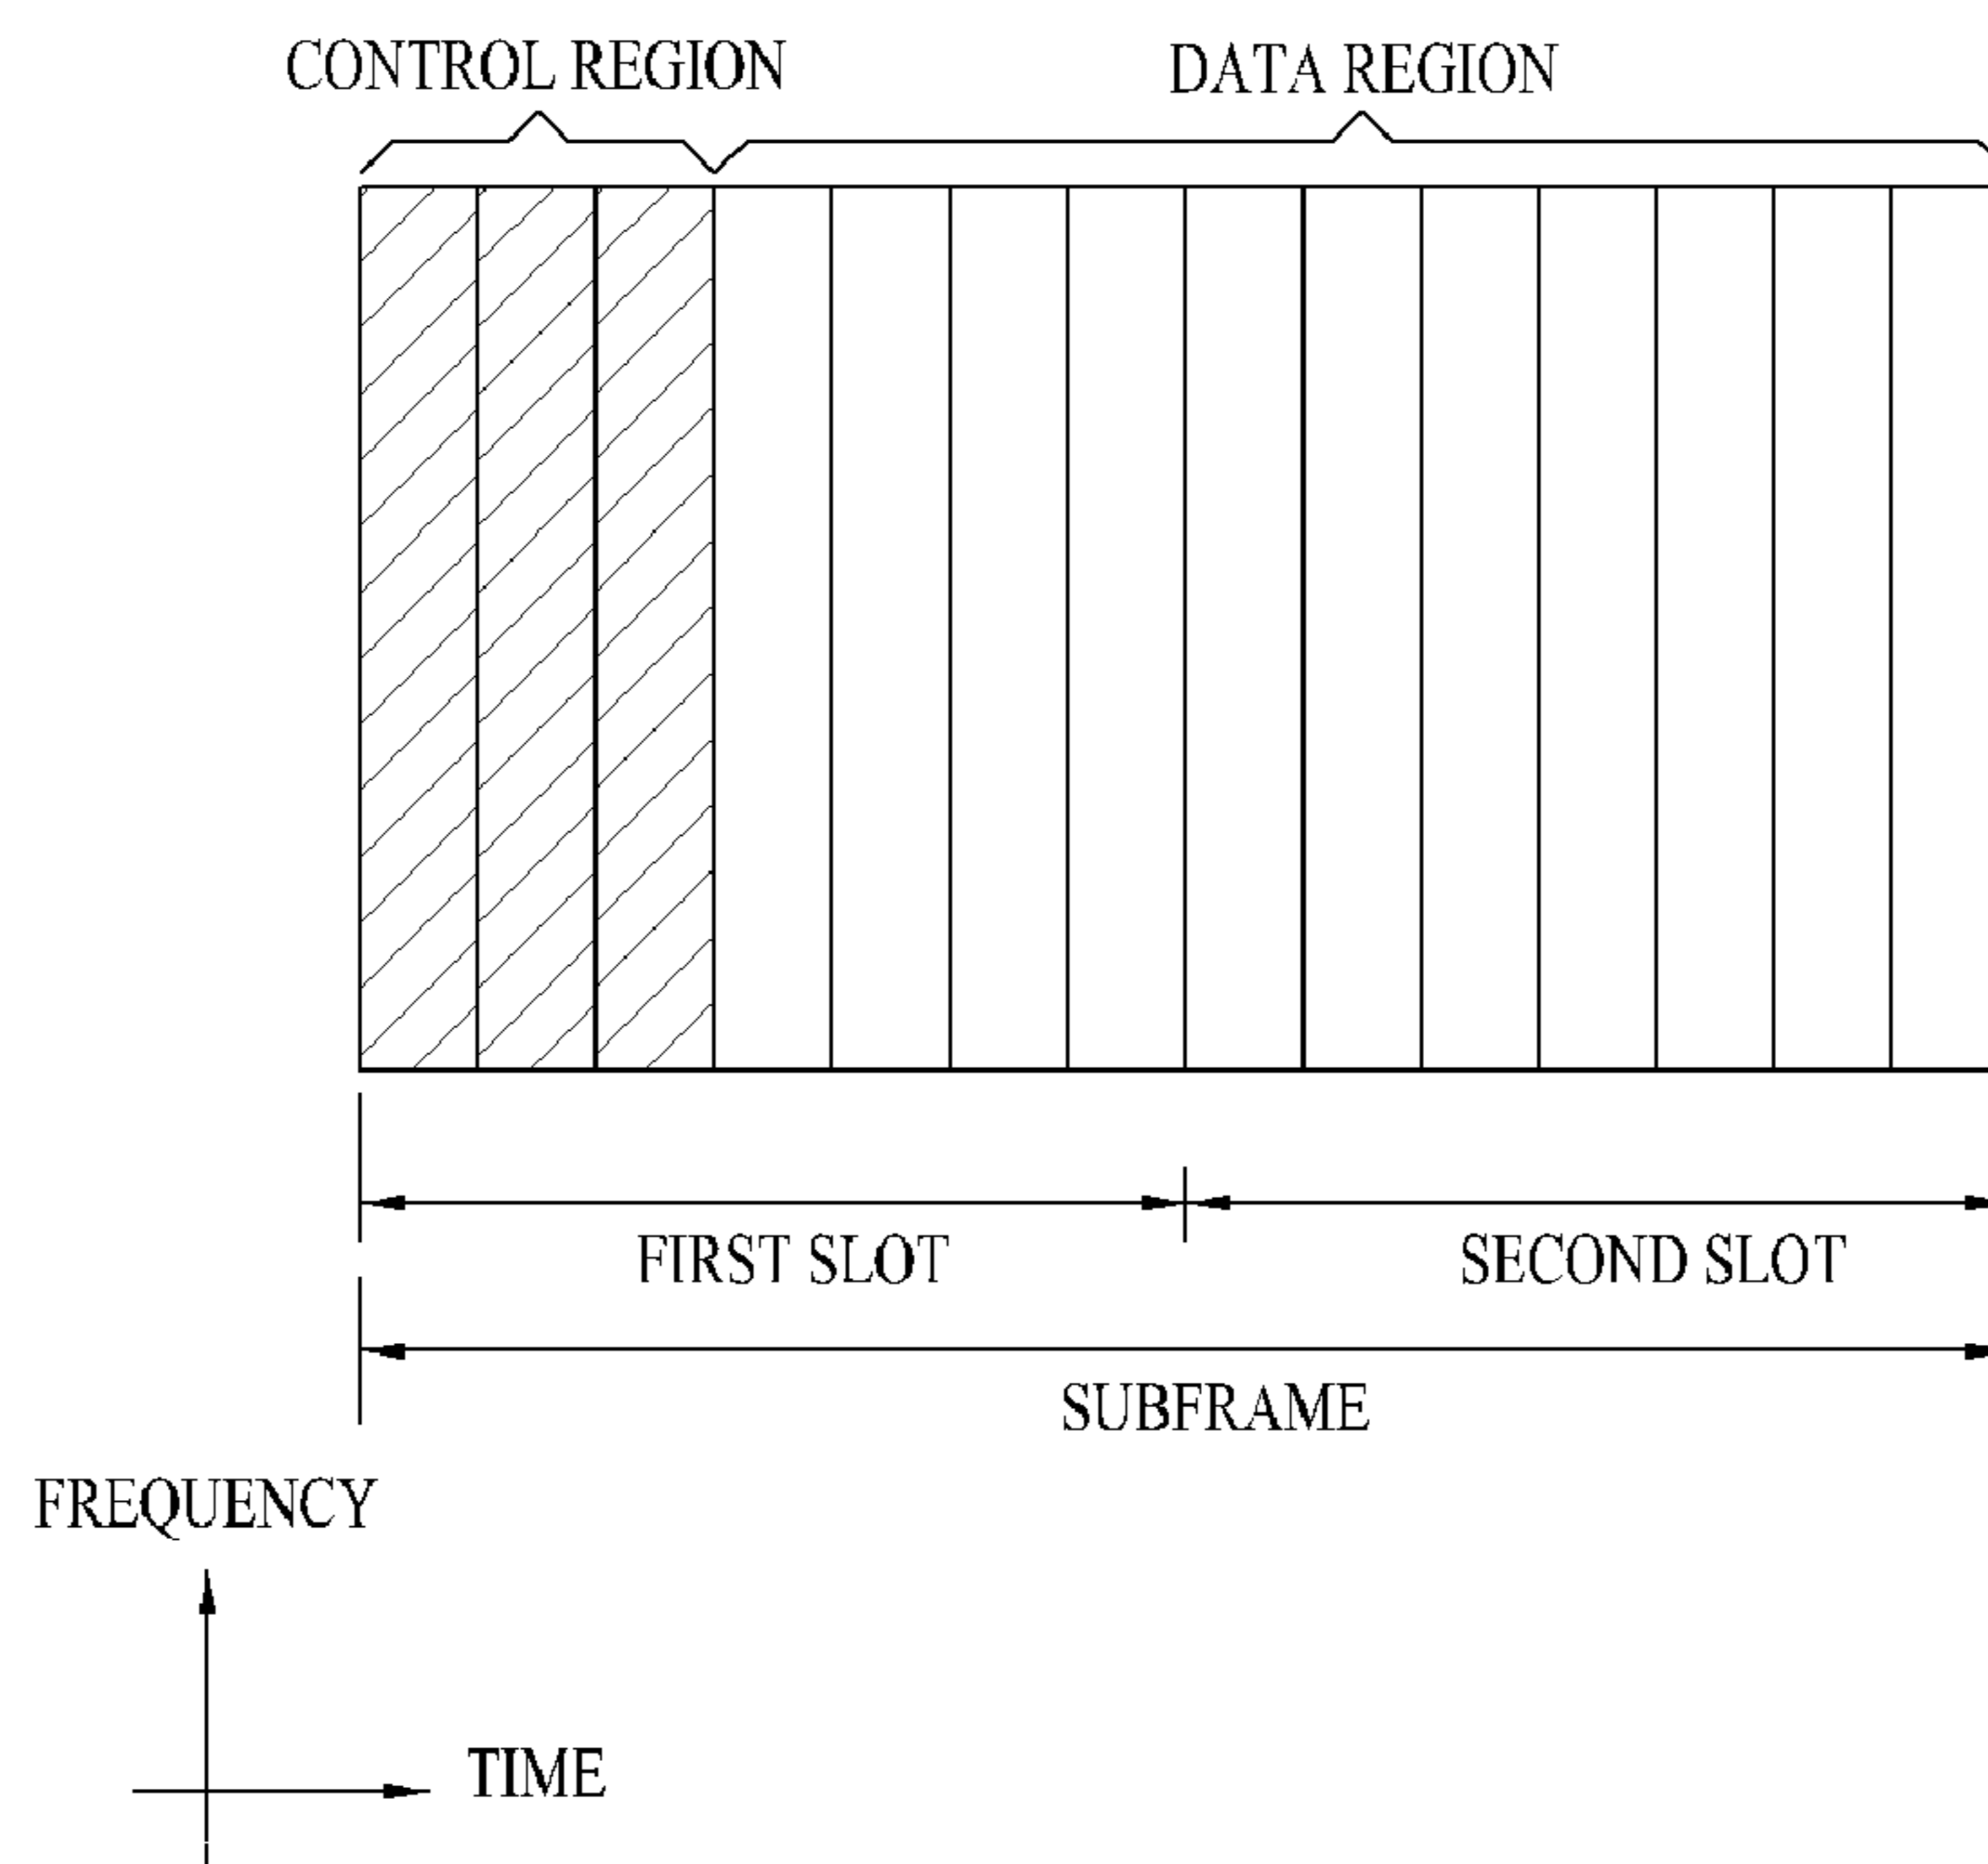 CONTROL REGION
DATA REGION
FIRST SLOT
SECOND SLOT
SUBFRAME
FREQUENCY
TIME